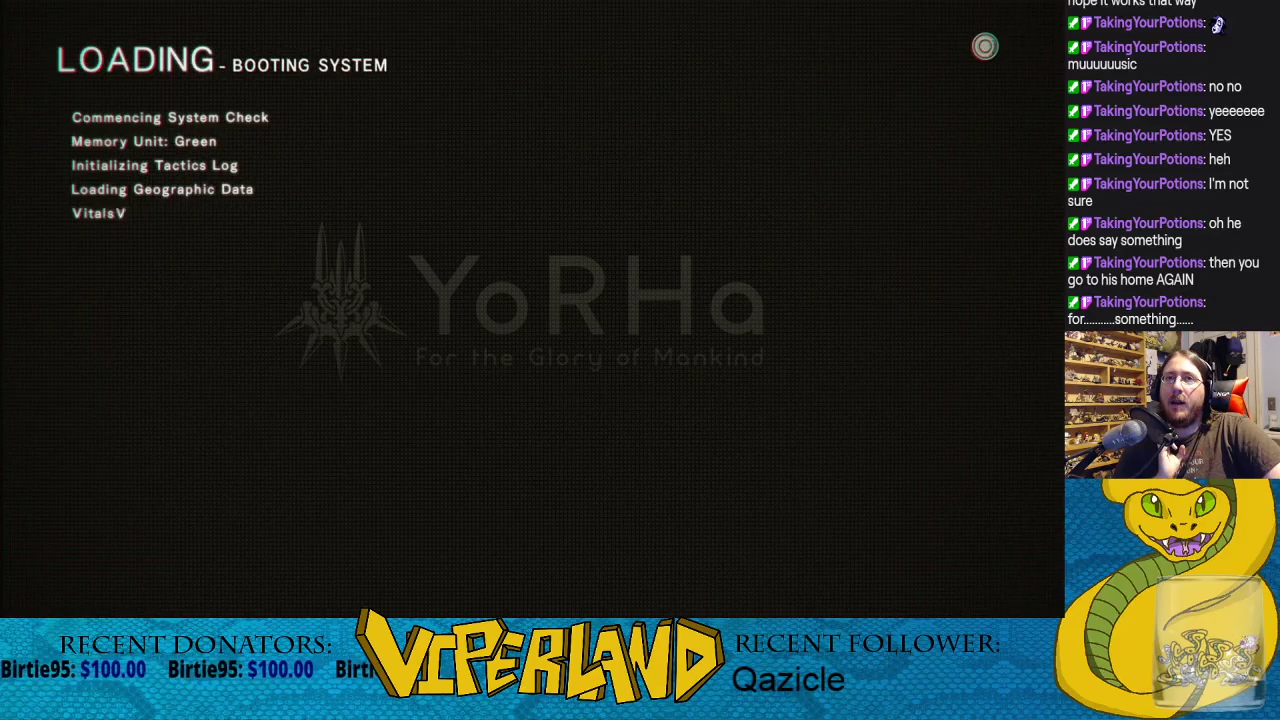 LOADING - BOOTING SYSTEM
Commencing System Check
Memory Unit: Green
Initializing Tactics Log
Loading Geographic Data
VitalsV
YoRHa
For the Glory of Mankind
hope it works that way
TakingYourPotions:
TakingYourPotions:
muuuuusic
TakingYourPotions: no no
TakingYourPotions: yeeeeeee
TakingYourPotions: YES
TakingYourPotions: heh
TakingYourPotions: I'm not
sure
TakingYourPotions: oh he
does say something
TakingYourPotions: then you
go to his home AGAIN
TakingYourPotions:
for..........something......
RECENT DONATORS:
Birtie95: $100.00 Birtie95: $100.00 Birti
VIPERLAND
RECENT FOLLOWER:
Qazicle